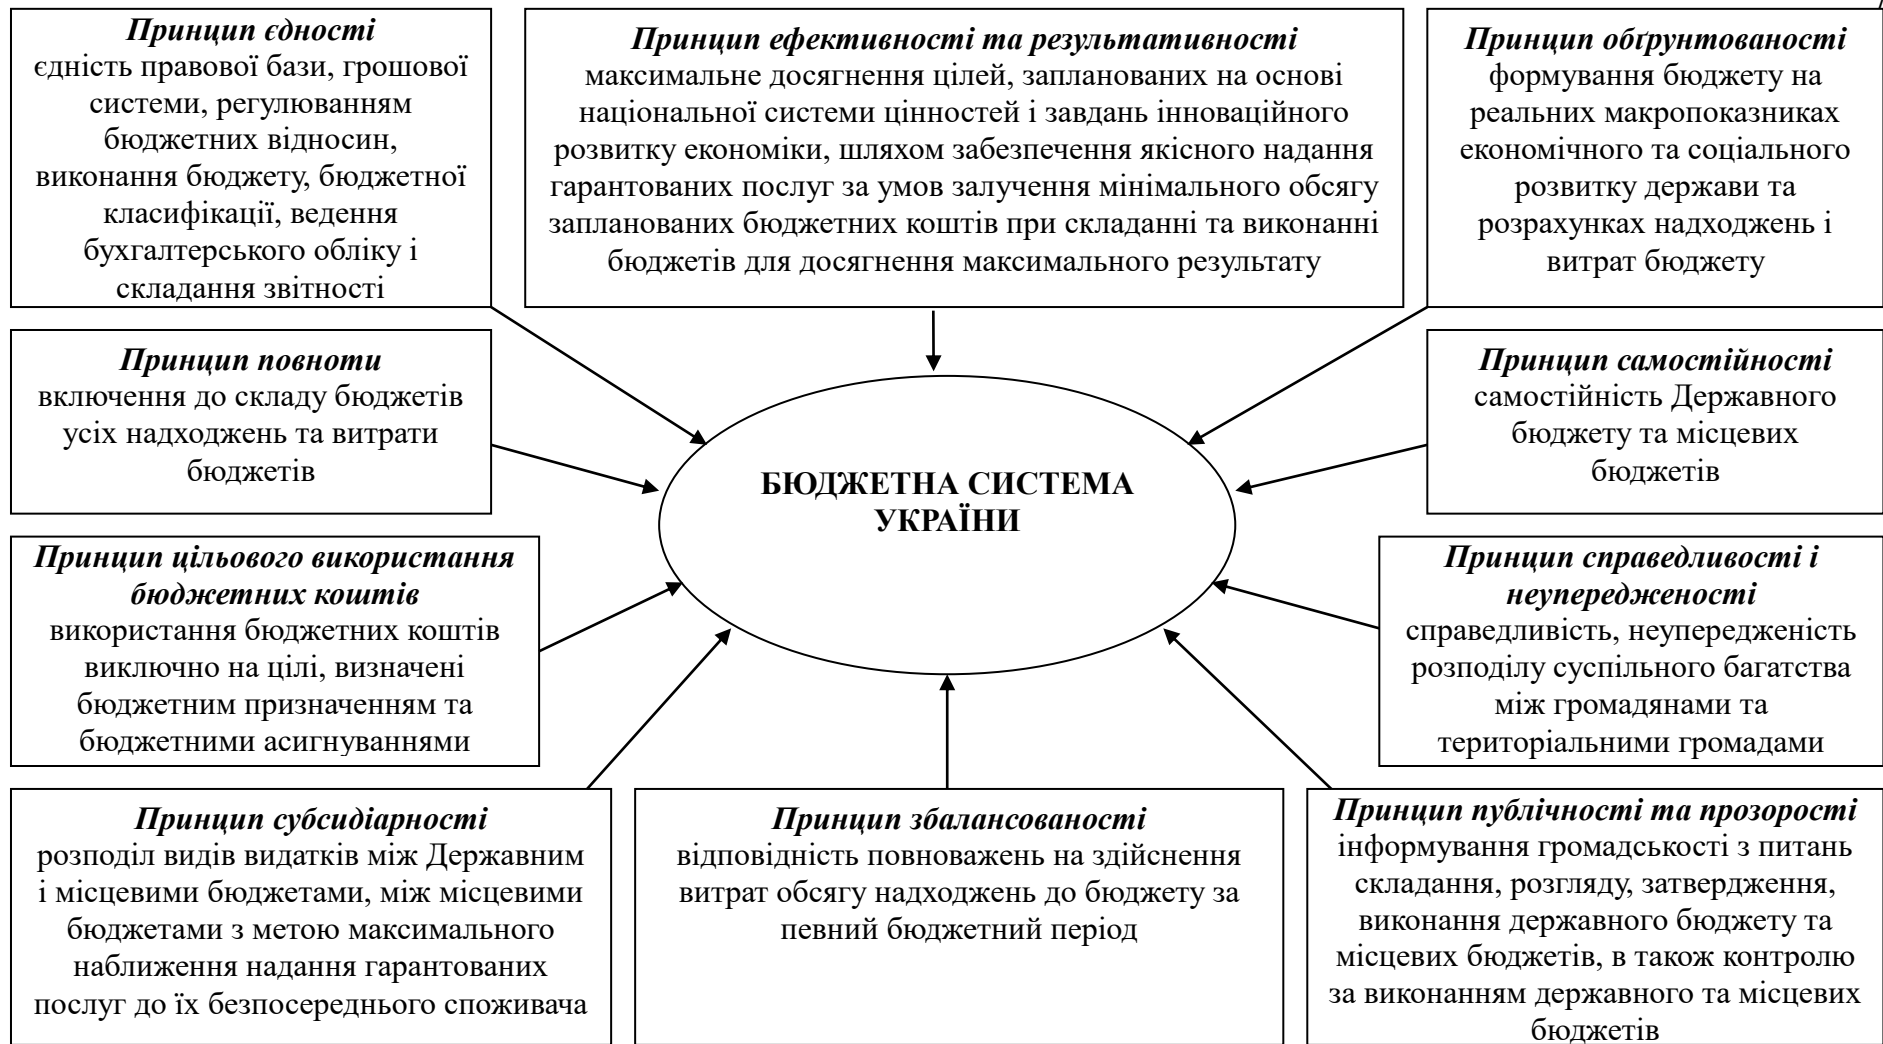 Принцип єдності
єдність правової бази, грошової
системи, регулюванням
бюджетних відносин,
виконання бюджету, бюджетної
класифікації, ведення
бухгалтерського обліку і
складання звітності
Принцип ефективності та результативності
максимальне досягнення цілей, запланованих на основі
національної системи цінностей і завдань інноваційного
розвитку економіки, шляхом забезпечення якісного надання
гарантованих послуг за умов залучення мінімального обсягу
запланованих бюджетних коштів при складанні та виконанні
бюджетів для досягнення максимального результату
Принцип обґрунтованості
формування бюджету на
реальних макропоказниках
економічного та соціального
розвитку держави та
розрахунках надходжень і
витрат бюджету
Принцип повноти
включення до складу бюджетів
усіх надходжень та витрати
бюджетів
БЮДЖЕТНА СИСТЕМА
УКРАЇНИ
Принцип самостійності
самостійність Державного
бюджету та місцевих
бюджетів
Принцип цільового використання
бюджетних коштів
використання бюджетних коштів
виключно на цілі, визначені
бюджетним призначенням та
бюджетними асигнуваннями
Принцип справедливості і
неупередженості
справедливість, неупередженість
розподілу суспільного багатства
між громадянами та
територіальними громадами
Принцип субсидіарності
розподіл видів видатків між Державним
і місцевими бюджетами, між місцевими
бюджетами з метою максимального
наближення надання гарантованих
послуг до їх безпосереднього споживача
Принцип збалансованості
відповідність повноважень на здійснення
витрат обсягу надходжень до бюджету за
певний бюджетний період
Принцип публічності та прозорості
інформування громадськості з питань
складання, розгляду, затвердження,
виконання державного бюджету та
місцевих бюджетів, в також контролю
за виконанням державного та місцевих
бюджетів